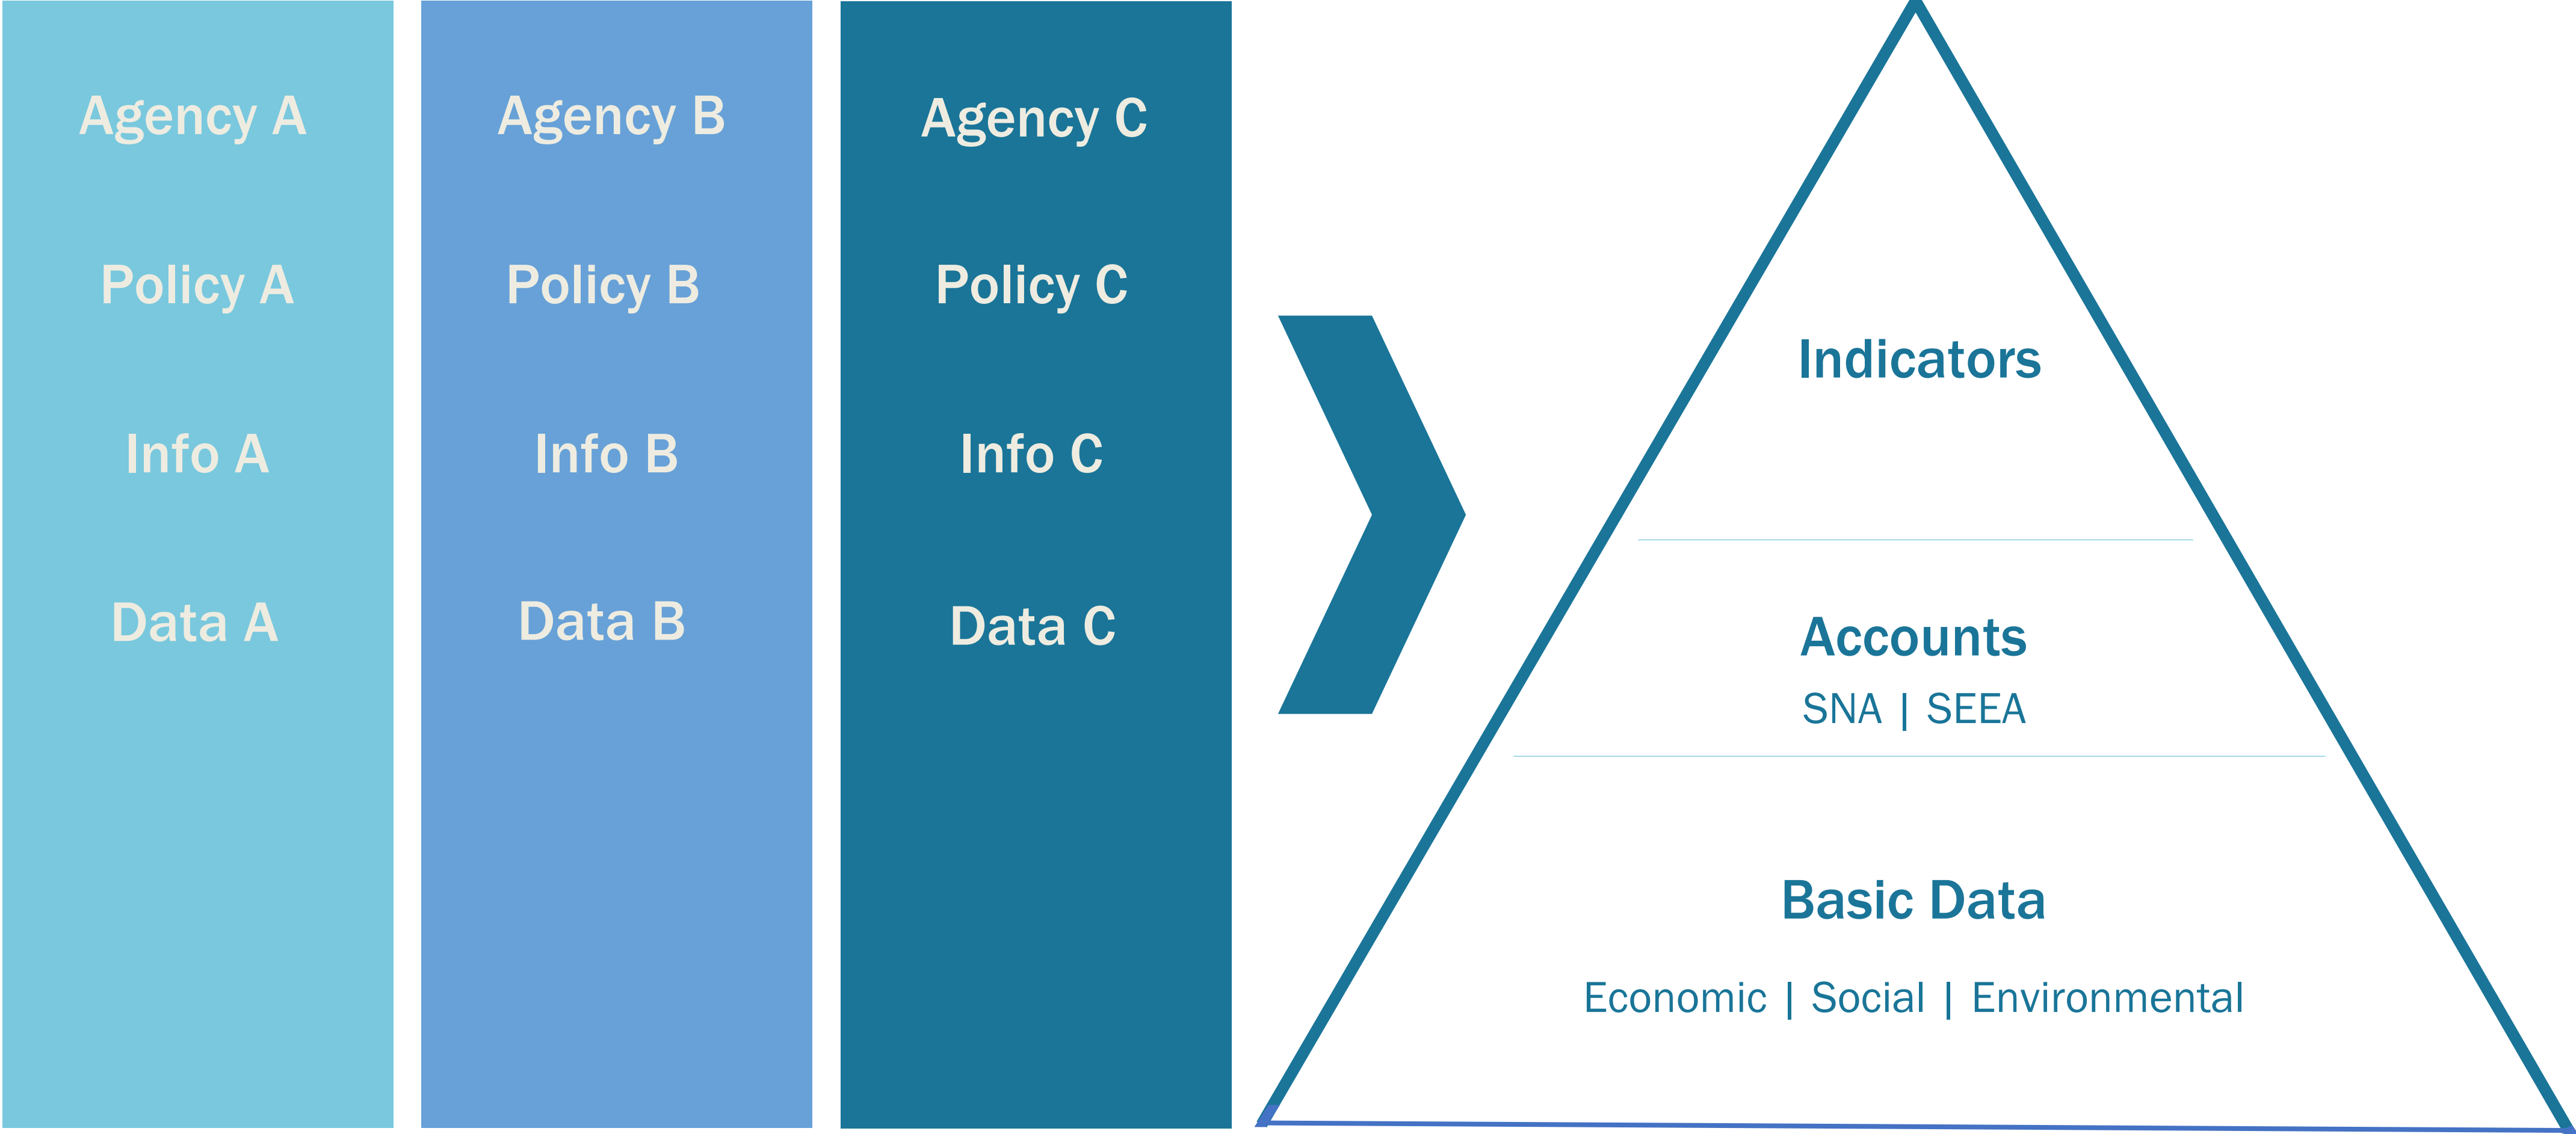 Agency A
Policy A
Info A
Data A
Agency B
Policy B
Info B
Data B
Agency C
Policy C
Info C
Data C
Indicators
Accounts
SNA | SEEA
Basic Data
Economic | Social | Environmental